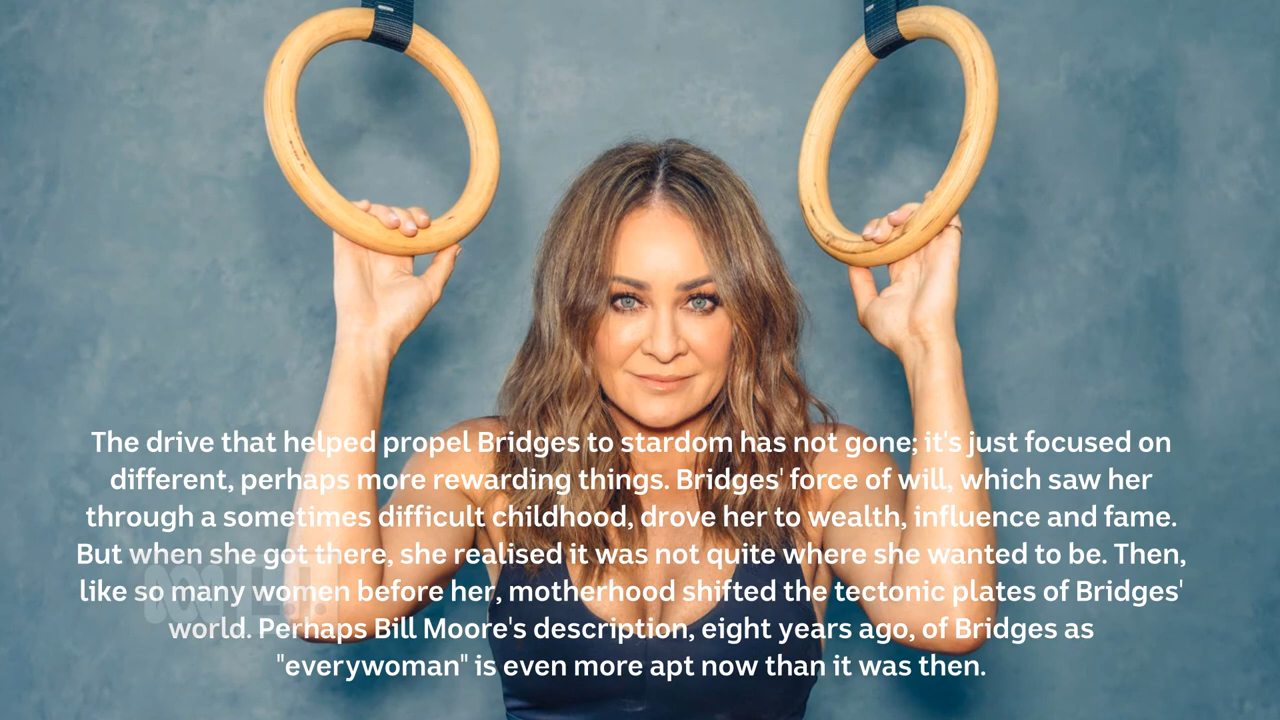 The drive that helped propel Bridges to stardom has not gone; it's just focused on
different, perhaps more rewarding things. Bridges' force of will, which saw her
through a sometimes difficult childhood, drove her to wealth, influence and fame.
But when she got there, she realised it was not quite where she wanted to be. Then,
like so many women before her, motherhood shifted the tectonic plates of Bridges'
world. Perhaps Bill Moore's description, eight years ago, of Bridges as
"everywoman" is even more apt now than it was then.